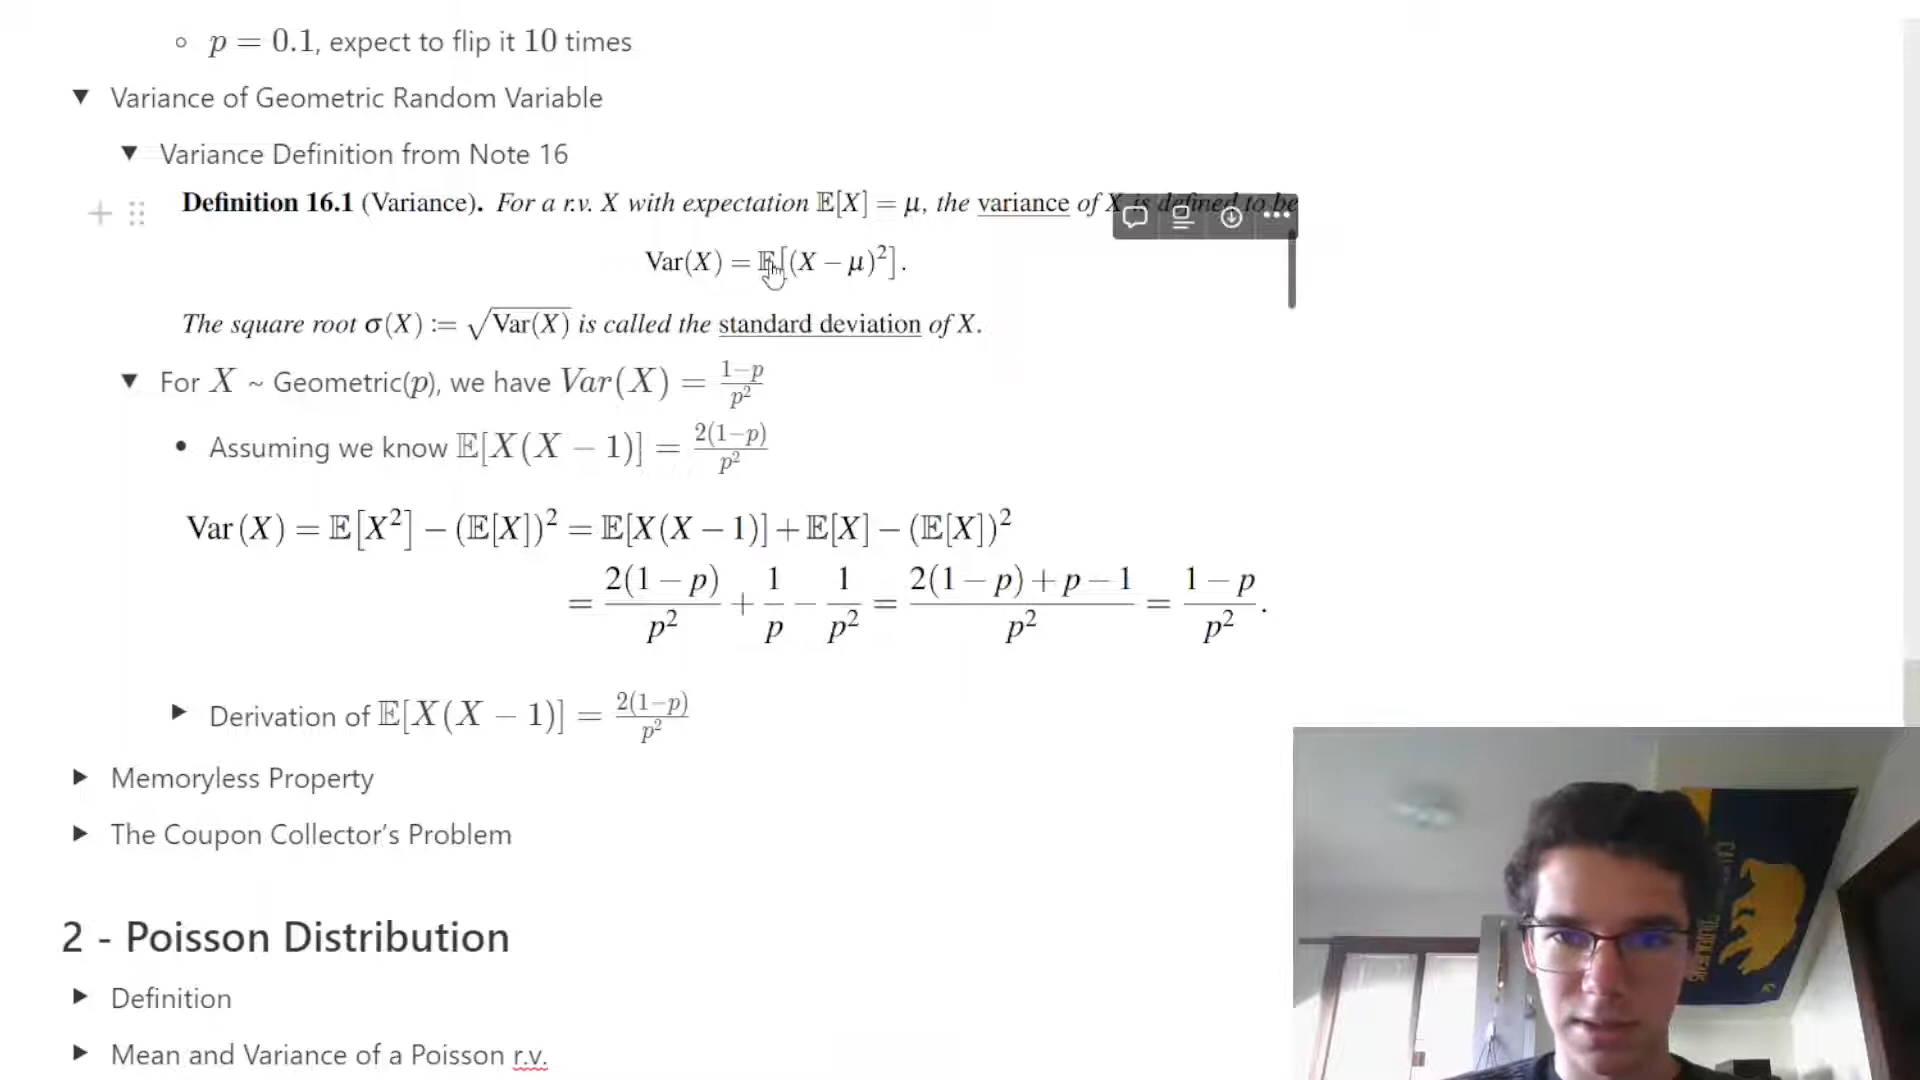 p = 0.1, expect to flip it 10 times
Variance of Geometric Random Variable
Variance Definition from Note 16
Definition 16.1 (Variance). For a r.v. X with expectation 𝔼[X] = μ, the variance of X is defined to be
Var(X) = 𝔼[(X − μ)²].
The square root σ(X) := √Var(X) is called the standard deviation of X.
For X ~ Geometric(p), we have Var(X) = (1−p)/p²
Assuming we know 𝔼[X(X − 1)] = 2(1−p)/p²
Var(X) = 𝔼[X²] − (𝔼[X])² = 𝔼[X(X − 1)] + 𝔼[X] − (𝔼[X])²
= 2(1 − p)/p² + 1/p − 1/p² = (2(1 − p) + p − 1)/p² = (1 − p)/p².
Derivation of 𝔼[X(X − 1)] = 2(1−p)/p²
Memoryless Property
The Coupon Collector's Problem
2 - Poisson Distribution
Definition
Mean and Variance of a Poisson r.v.